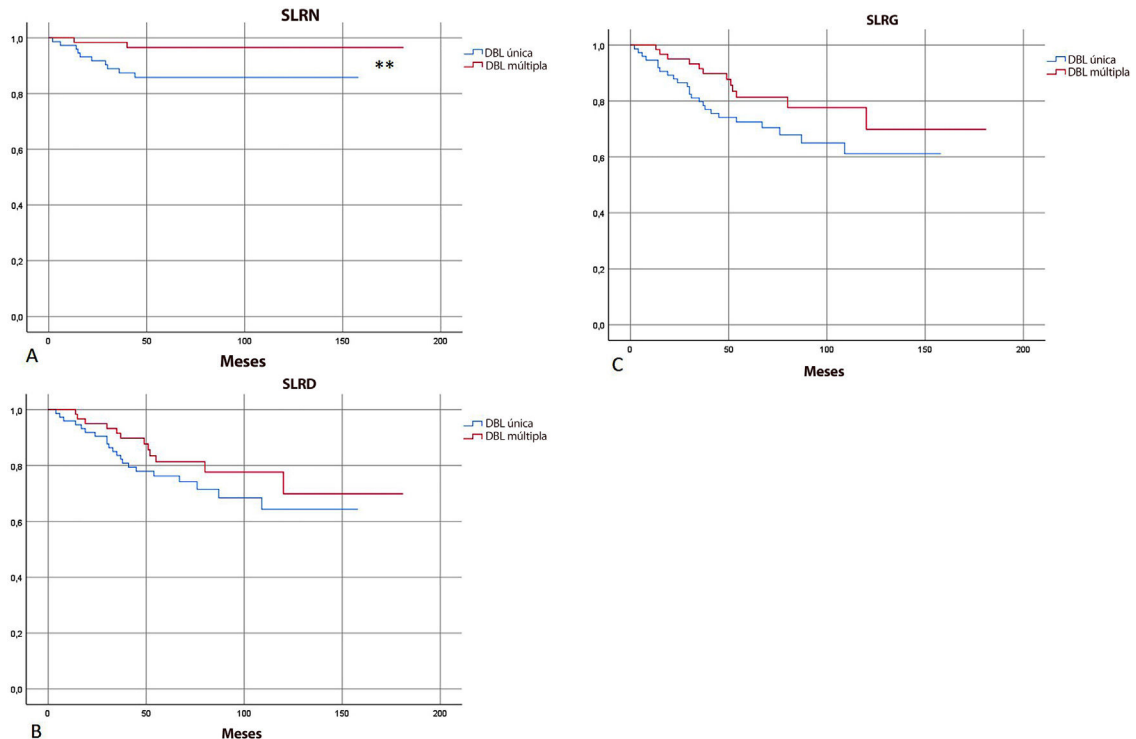 SLRN
1,0
0,8
0,6
0,4
0,2
0,0
DBL única
DBL múltipla
**
0 50 100 150 200
Meses
A
SLRG
1,0
0,8
0,6
0,4
0,2
0,0
DBL única
DBL múltipla
0 50 100 150 200
Meses
C
SLRD
1,0
0,8
0,6
0,4
0,2
0,0
DBL única
DBL múltipla
0 50 100 150 200
Meses
B